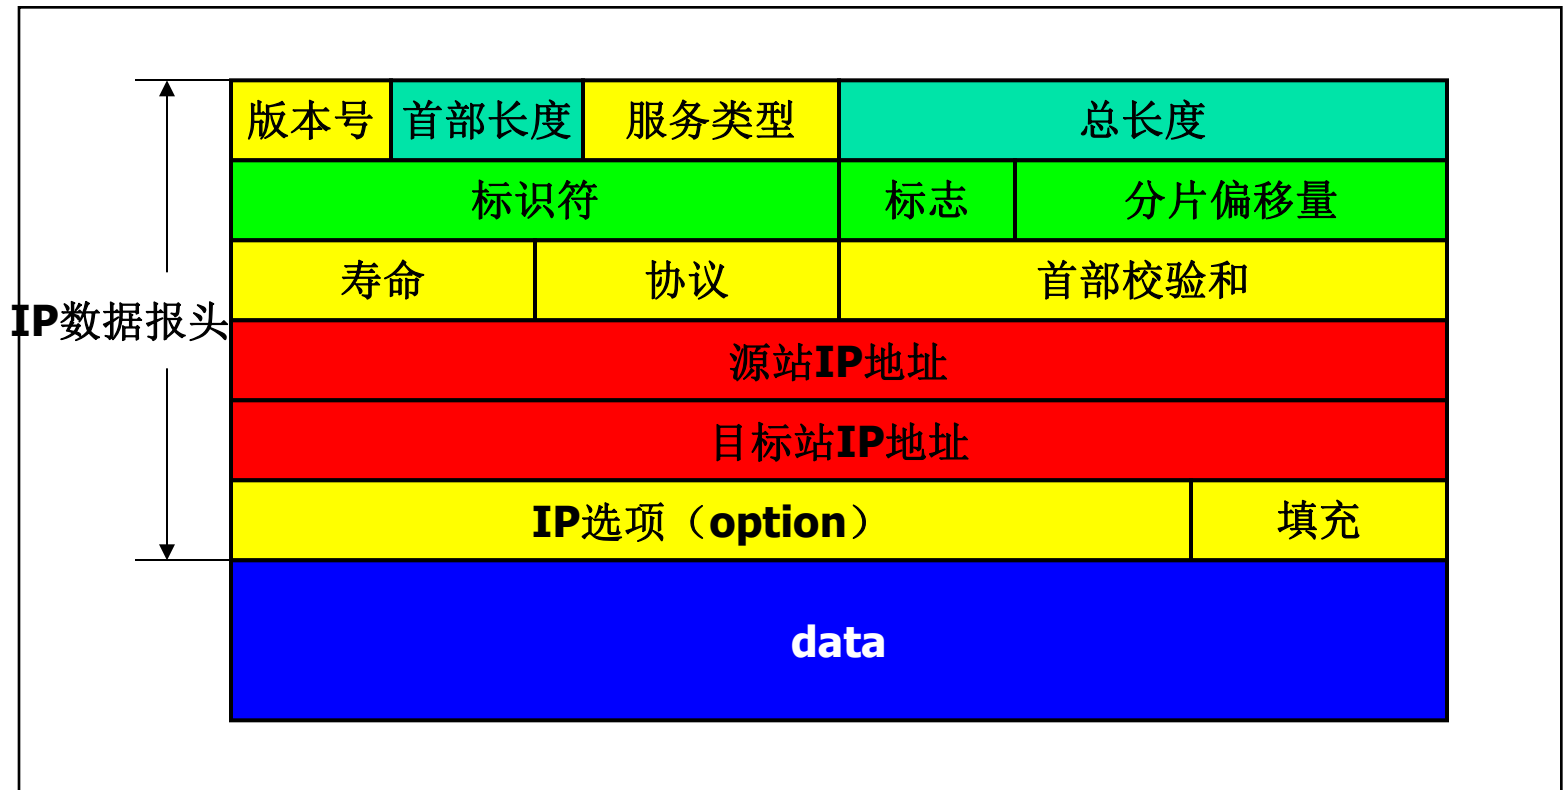 版本号 首部长度 服务类型 总长度
标识符 标志 分片偏移量
寿命 协议 首部校验和
IP数据报头
源站IP地址
目标站IP地址
IP选项（option） 填充
data